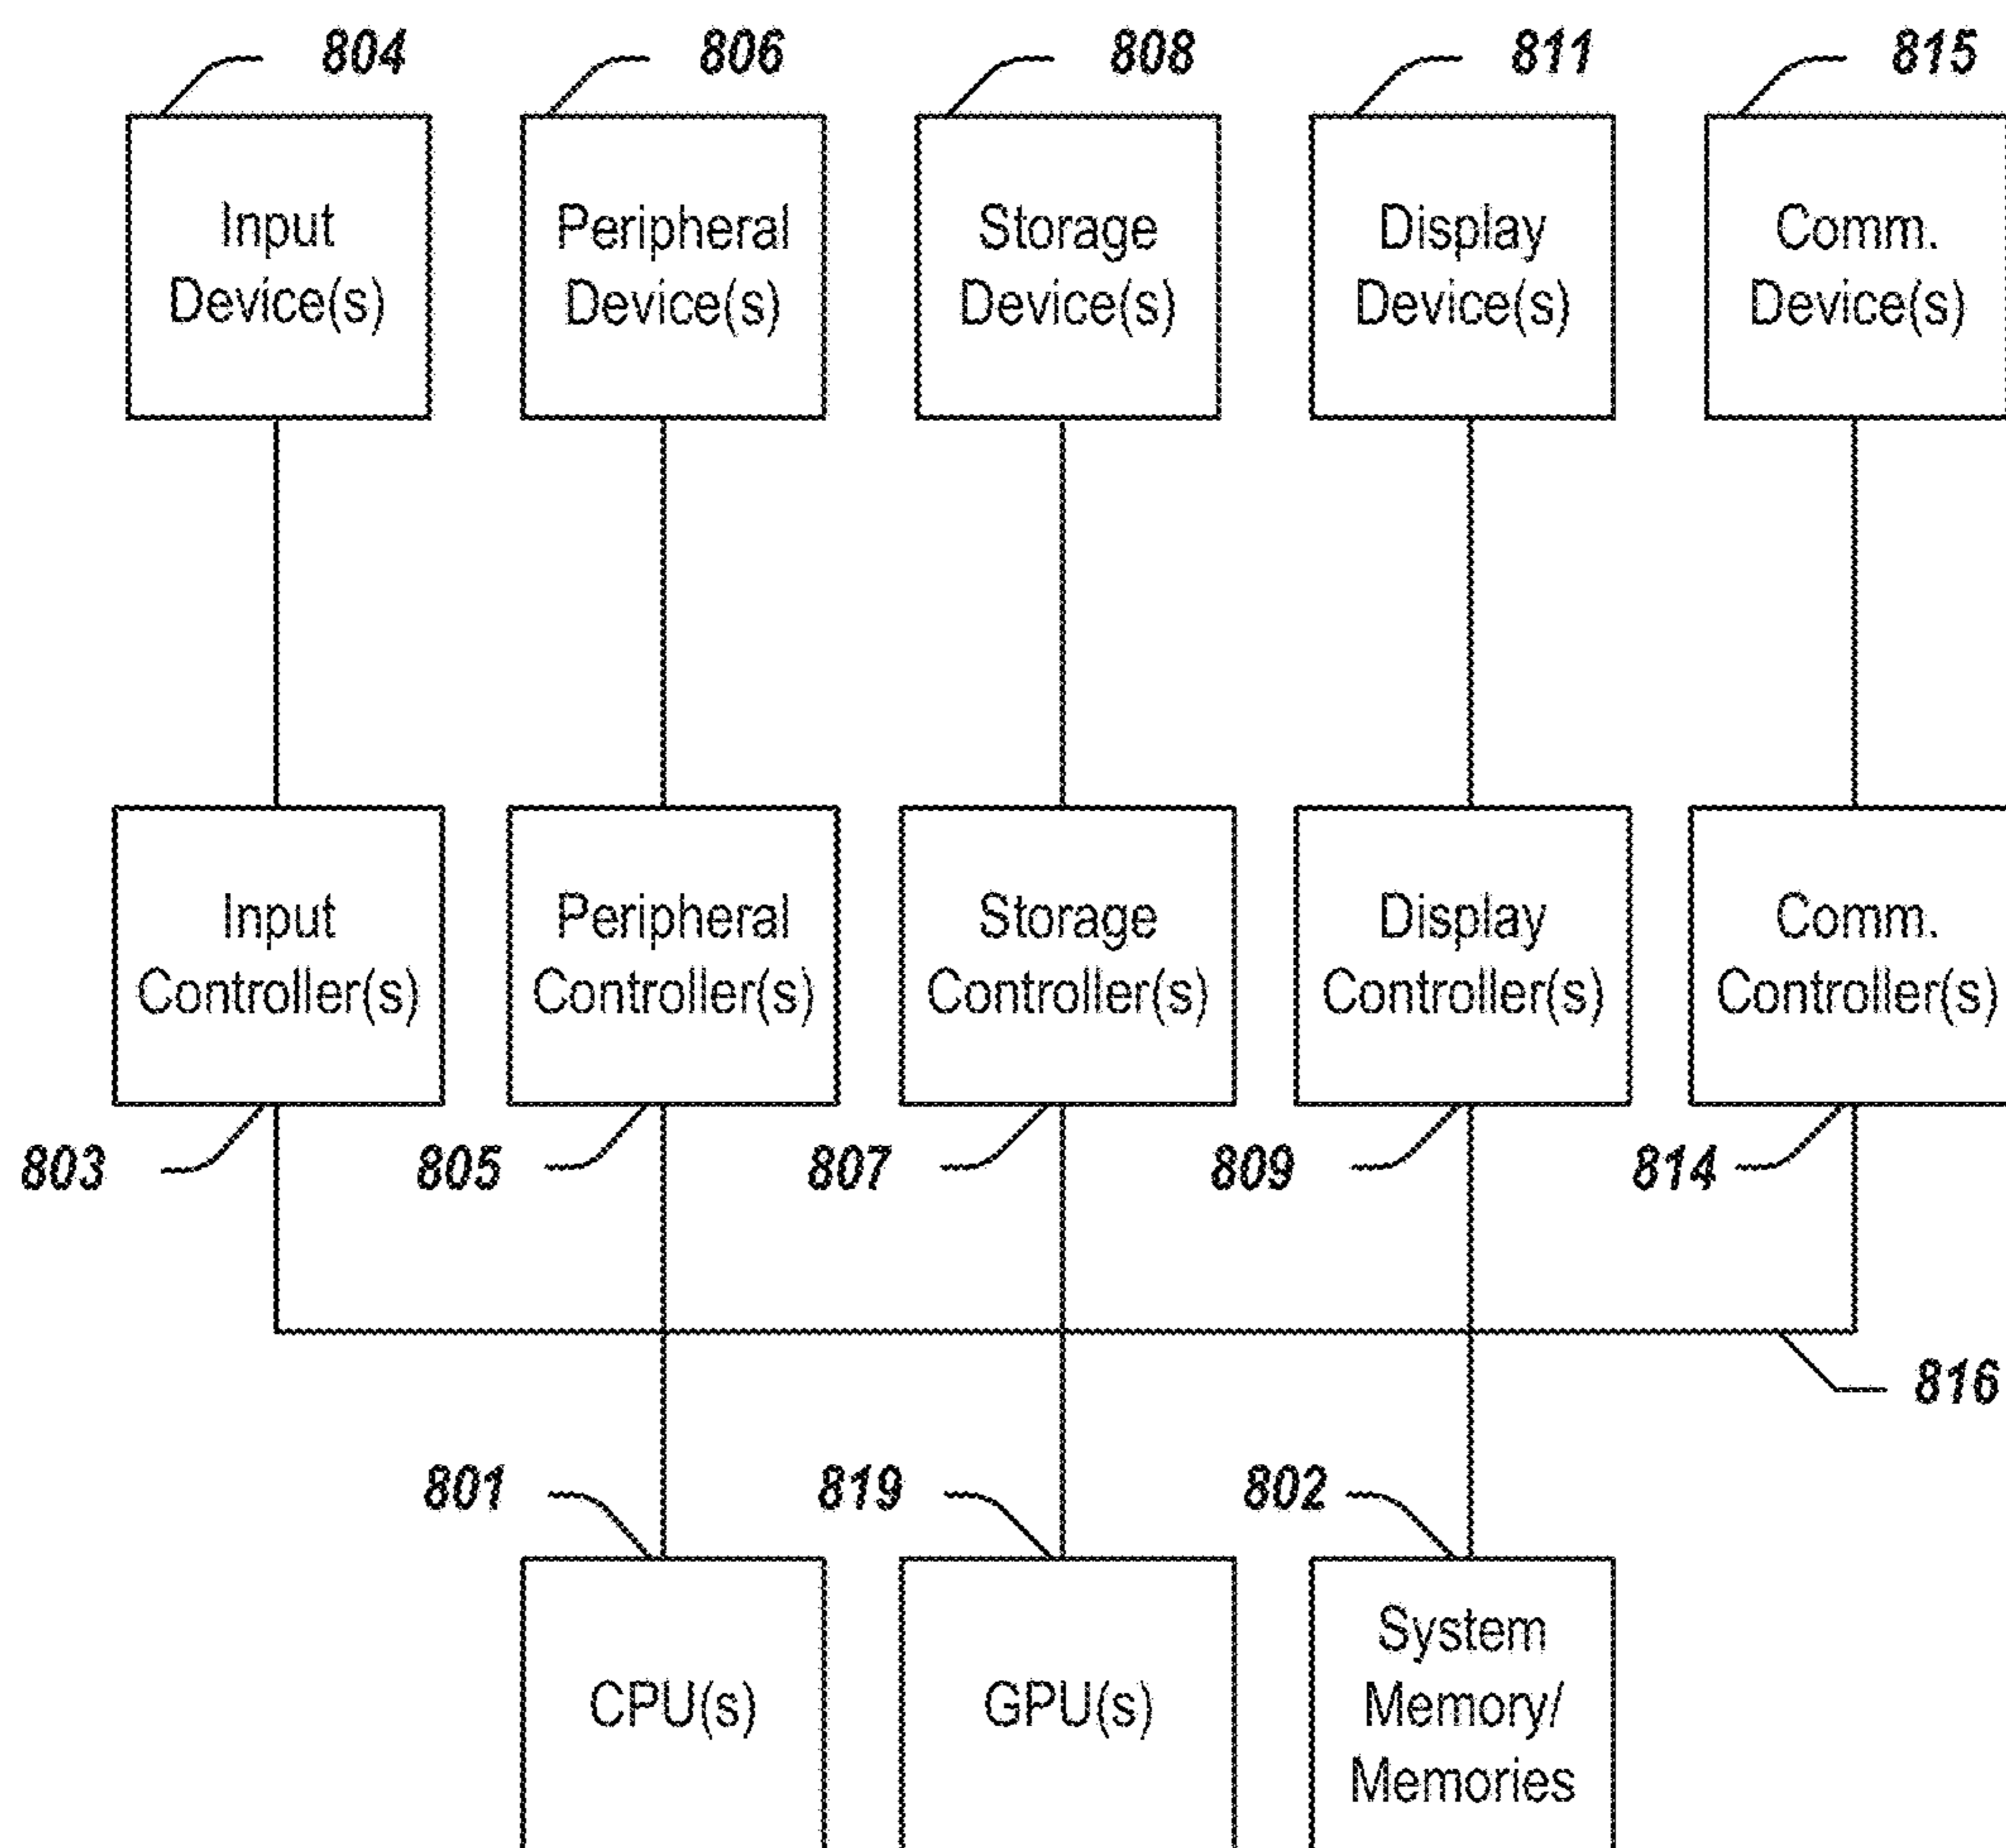 804
806
808
811
815
Input
Device(s)
Peripheral
Device(s)
Storage
Device(s)
Display
Device(s)
Comm.
Device(s)
Input
Controller(s)
Peripheral
Controller(s)
Storage
Controller(s)
Display
Controller(s)
Comm.
Controller(s)
803
805
807
809
814
816
801
819
802
CPU(s)
GPU(s)
System
Memory/
Memories